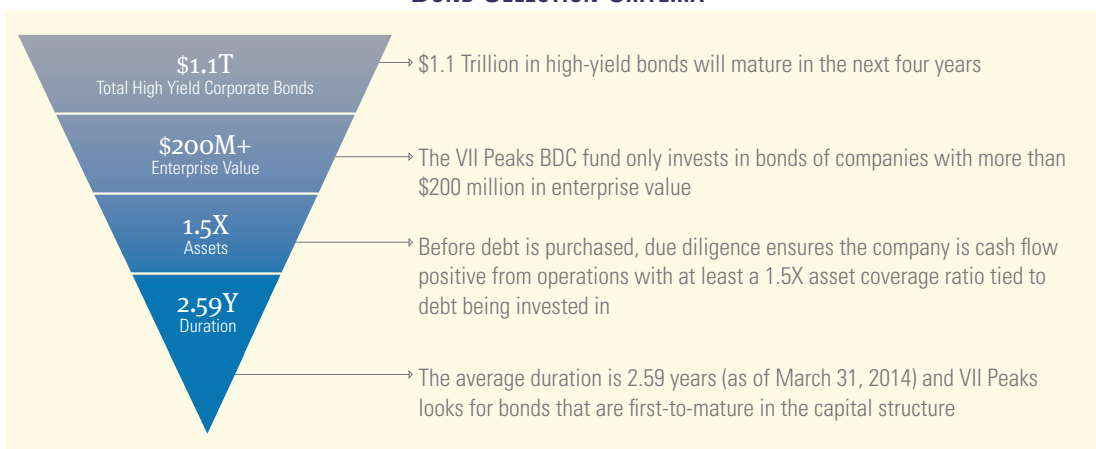 $1.1T
Total High Yield Corporate Bonds
$1.1 Trillion in high-yield bonds will mature in the next four years
$200M+
Enterprise Value
The VII Peaks BDC fund only invests in bonds of companies with more than
$200 million in enterprise value
1.5X
Assets
Before debt is purchased, due diligence ensures the company is cash flow
positive from operations with at least a 1.5X asset coverage ratio tied to
debt being invested in
2.59Y
Duration
The average duration is 2.59 years (as of March 31, 2014) and VII Peaks
looks for bonds that are first-to-mature in the capital structure